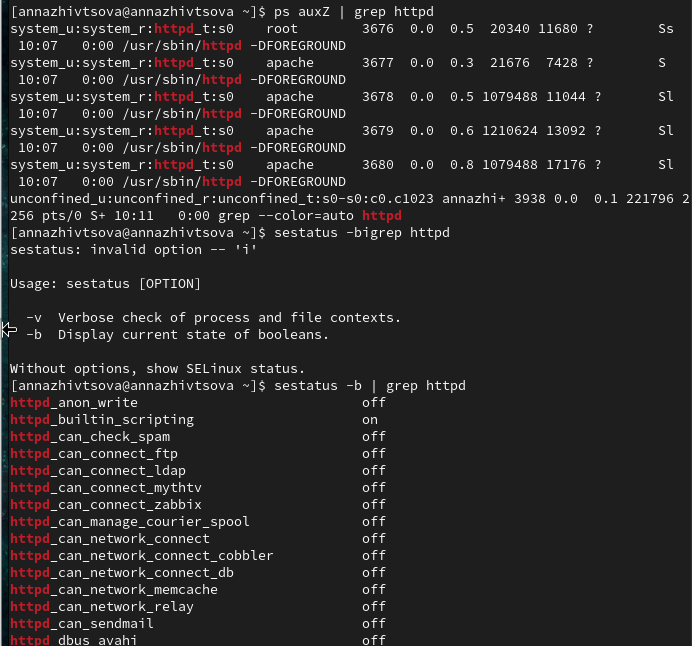 [annazhivtsova@annazhivtsova ~]$ ps auxZ | grep httpd
system_u:system_r:httpd_t:s0    root        3676  0.0  0.5  20340 11680 ?        Ss
 10:07   0:00 /usr/sbin/httpd -DFOREGROUND
system_u:system_r:httpd_t:s0    apache      3677  0.0  0.3  21676  7428 ?        S
 10:07   0:00 /usr/sbin/httpd -DFOREGROUND
system_u:system_r:httpd_t:s0    apache      3678  0.0  0.5 1079488 11044 ?       Sl
 10:07   0:00 /usr/sbin/httpd -DFOREGROUND
system_u:system_r:httpd_t:s0    apache      3679  0.0  0.6 1210624 13092 ?       Sl
 10:07   0:00 /usr/sbin/httpd -DFOREGROUND
system_u:system_r:httpd_t:s0    apache      3680  0.0  0.8 1079488 17176 ?       Sl
 10:07   0:00 /usr/sbin/httpd -DFOREGROUND
unconfined_u:unconfined_r:unconfined_t:s0-s0:c0.c1023 annazhi+ 3938 0.0  0.1 221796 2
256 pts/0 S+ 10:11   0:00 grep --color=auto httpd
[annazhivtsova@annazhivtsova ~]$ sestatus -bigrep httpd
sestatus: invalid option -- 'i'

Usage: sestatus [OPTION]

  -v  Verbose check of process and file contexts.
  -b  Display current state of booleans.

Without options, show SELinux status.
[annazhivtsova@annazhivtsova ~]$ sestatus -b | grep httpd
httpd_anon_write                            off
httpd_builtin_scripting                     on
httpd_can_check_spam                        off
httpd_can_connect_ftp                       off
httpd_can_connect_ldap                      off
httpd_can_connect_mythtv                    off
httpd_can_connect_zabbix                    off
httpd_can_manage_courier_spool              off
httpd_can_network_connect                   off
httpd_can_network_connect_cobbler           off
httpd_can_network_connect_db                off
httpd_can_network_memcache                  off
httpd_can_network_relay                     off
httpd_can_sendmail                          off
httpd_dbus_avahi                            off